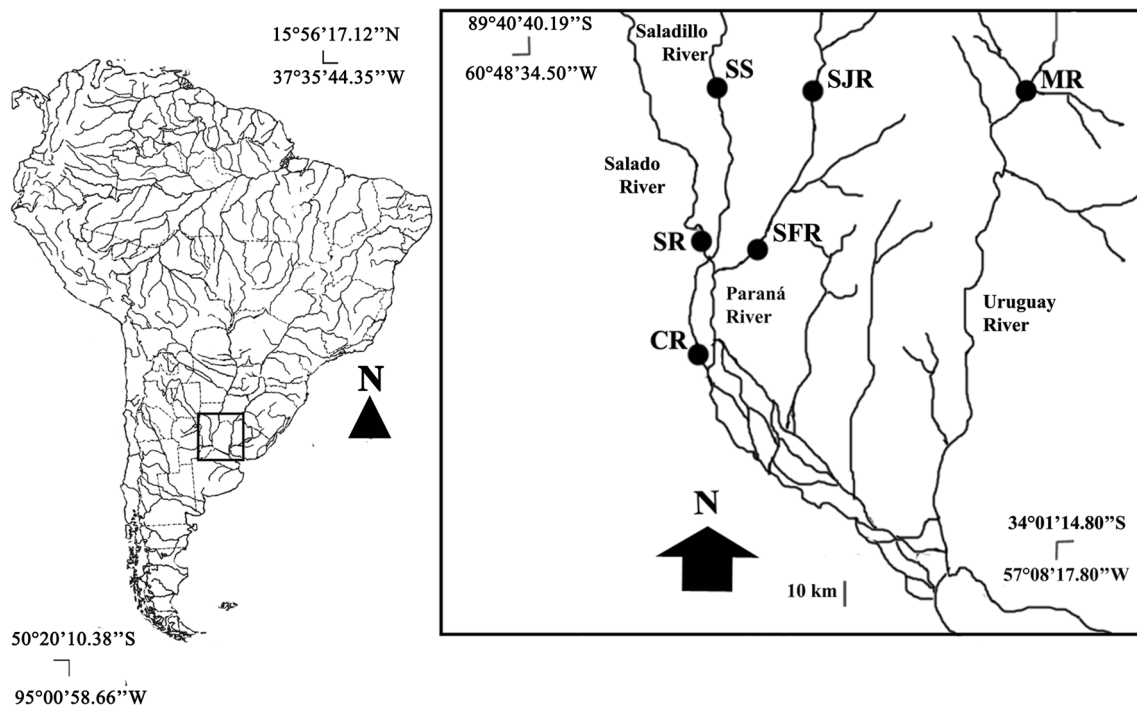 15°56’17.12”N
37°35’44.35”W
N
50°20’10.38”S
95°00’58.66”W
89°40’40.19”S
60°48’34.50”W
Saladillo
River
SS
SJR
MR
Salado
River
SR
SFR
Paraná
River
Uruguay
River
CR
N
10 km
34°01’14.80”S
57°08’17.80”W